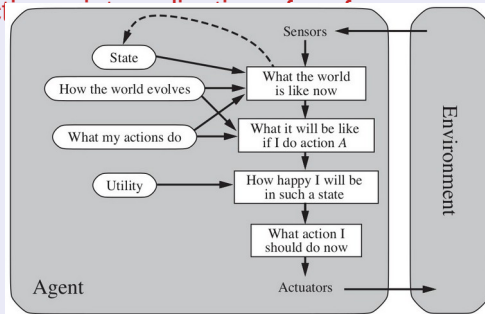 Sensors
State
What the world
is like now
How the world evolves
What my actions do
What it will be like
if I do action A
Utility
How happy I will be
in such a state
What action I
should do now
Agent
Actuators
Environment